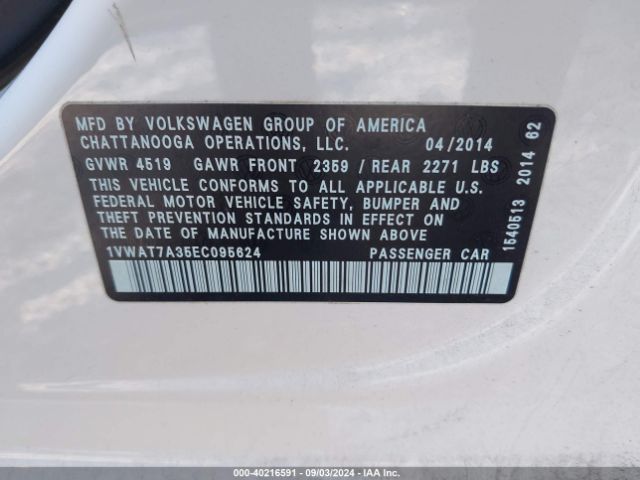 MFD BY VOLKSWAGEN GROUP OF AMERICA
CHATTANOOGA OPERATIONS, LLC. 04/2014
GVWR 4519 GAWR FRONT 2359 / REAR 2271 LBS
THIS VEHICLE CONFORMS TO ALL APPLICABLE U.S.
FEDERAL MOTOR VEHICLE SAFETY, BUMPER AND
THEFT PREVENTION STANDARDS IN EFFECT ON
THE DATE OF MANUFACTURE SHOWN ABOVE
1VWAT7A35EC095624 PASSENGER CAR
1540513 2014 62
000-40216591 - 09/03/2024 - IAA Inc.